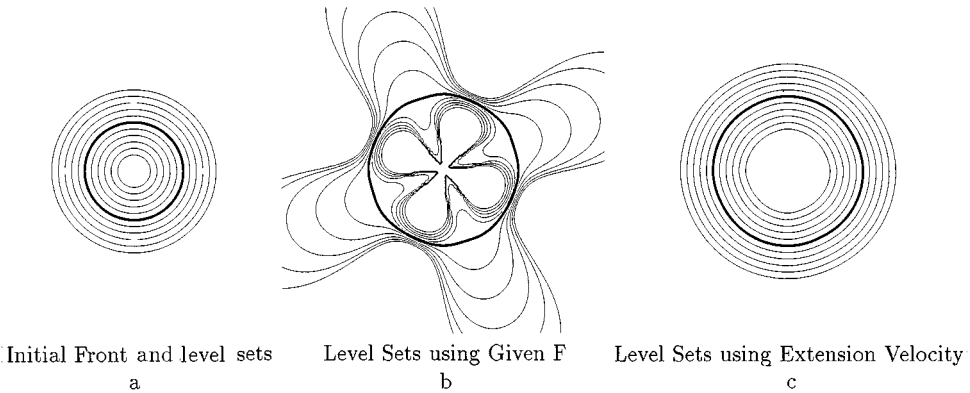 Initial Front and level sets
a
Level Sets using Given F
b
Level Sets using Extension Velocity
c